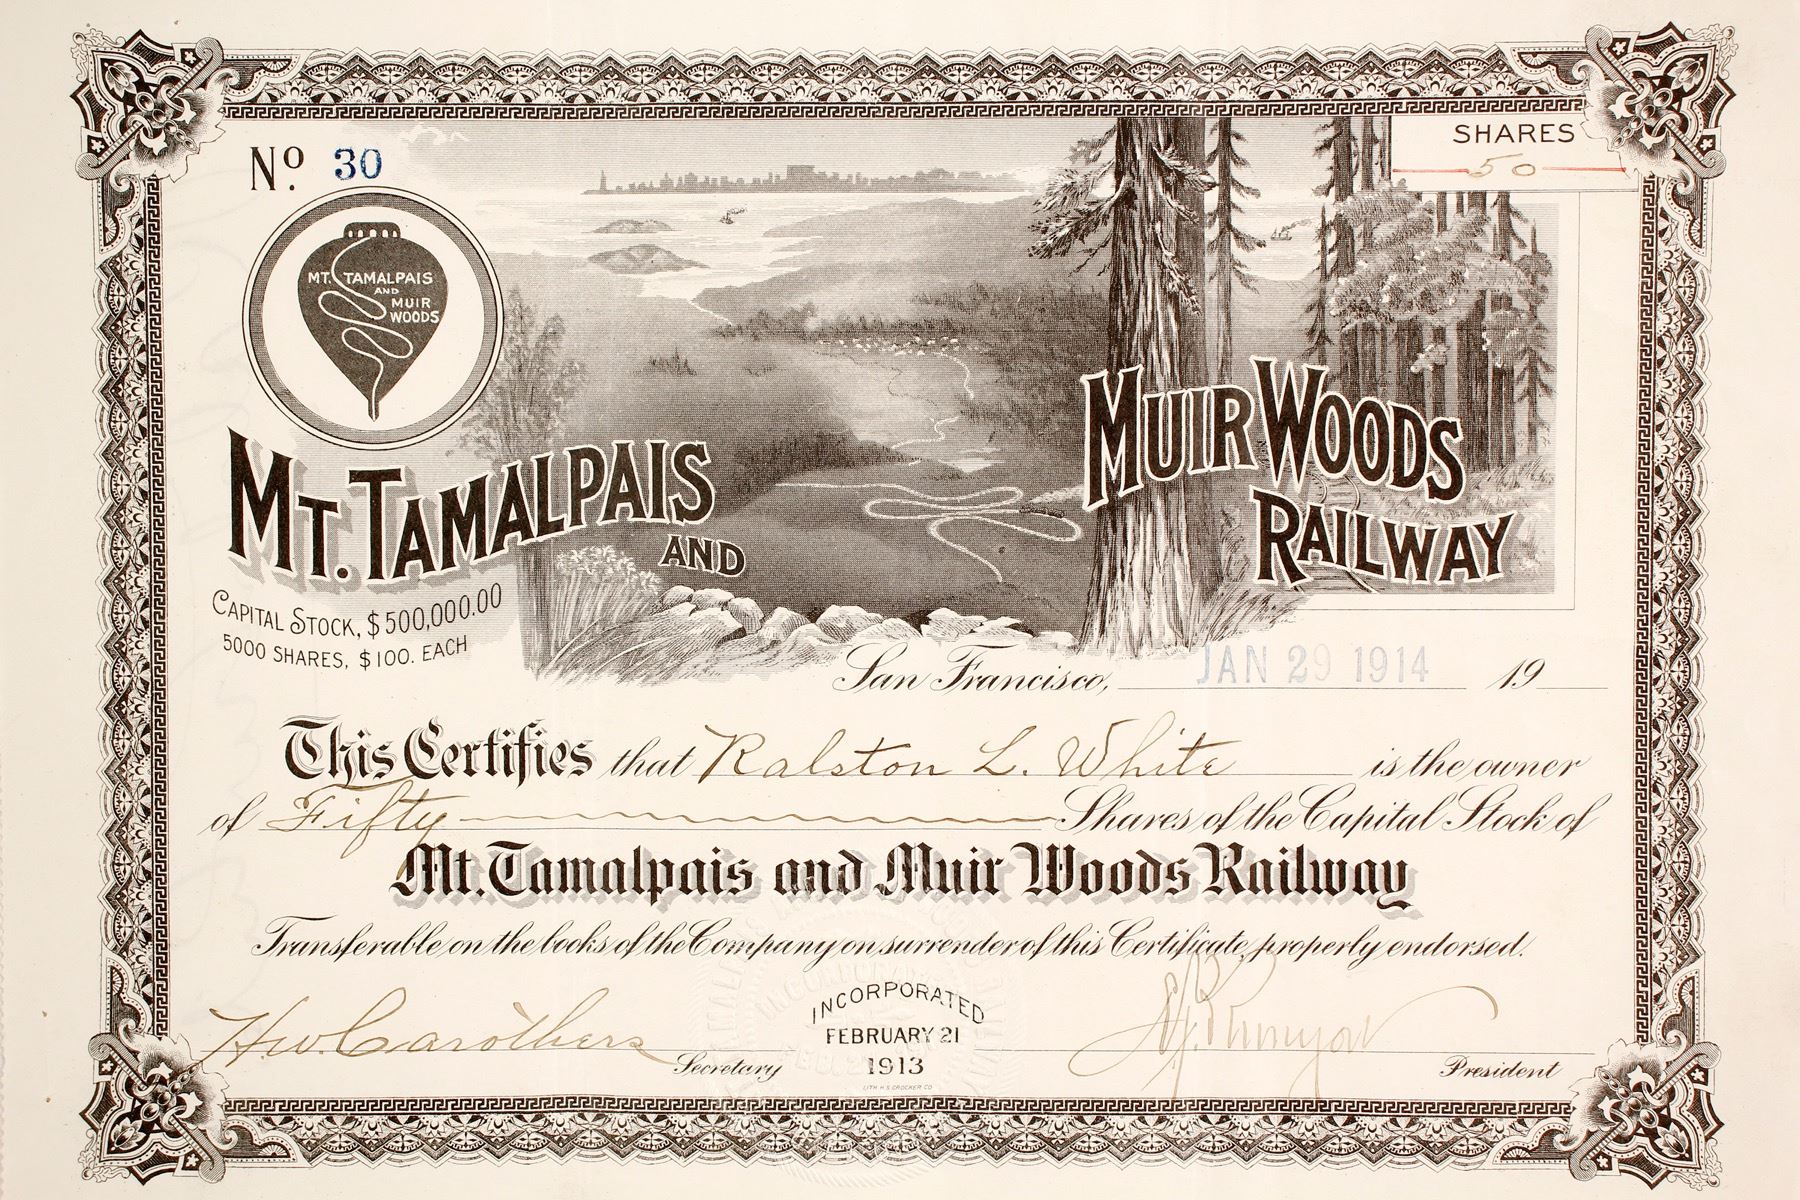 No. 30
SHARES
50
MT. TAMALPAIS
AND
MUIR
WOODS
MT. TAMALPAIS
AND
MUIR WOODS
RAILWAY
CAPITAL STOCK, $500,000.00
5000 SHARES, $100. EACH
San Francisco, JAN 29 1914 19
This Certifies that Ralston L. White is the owner
of Fifty Shares of the Capital Stock of
Mt. Tamalpais and Muir Woods Railway
Transferable on the books of the Company on surrender of this Certificate, properly endorsed.
H.W. Carothers
Secretary
INCORPORATED
FEBRUARY 21
1913
LITH H.S. CROCKER CO
President